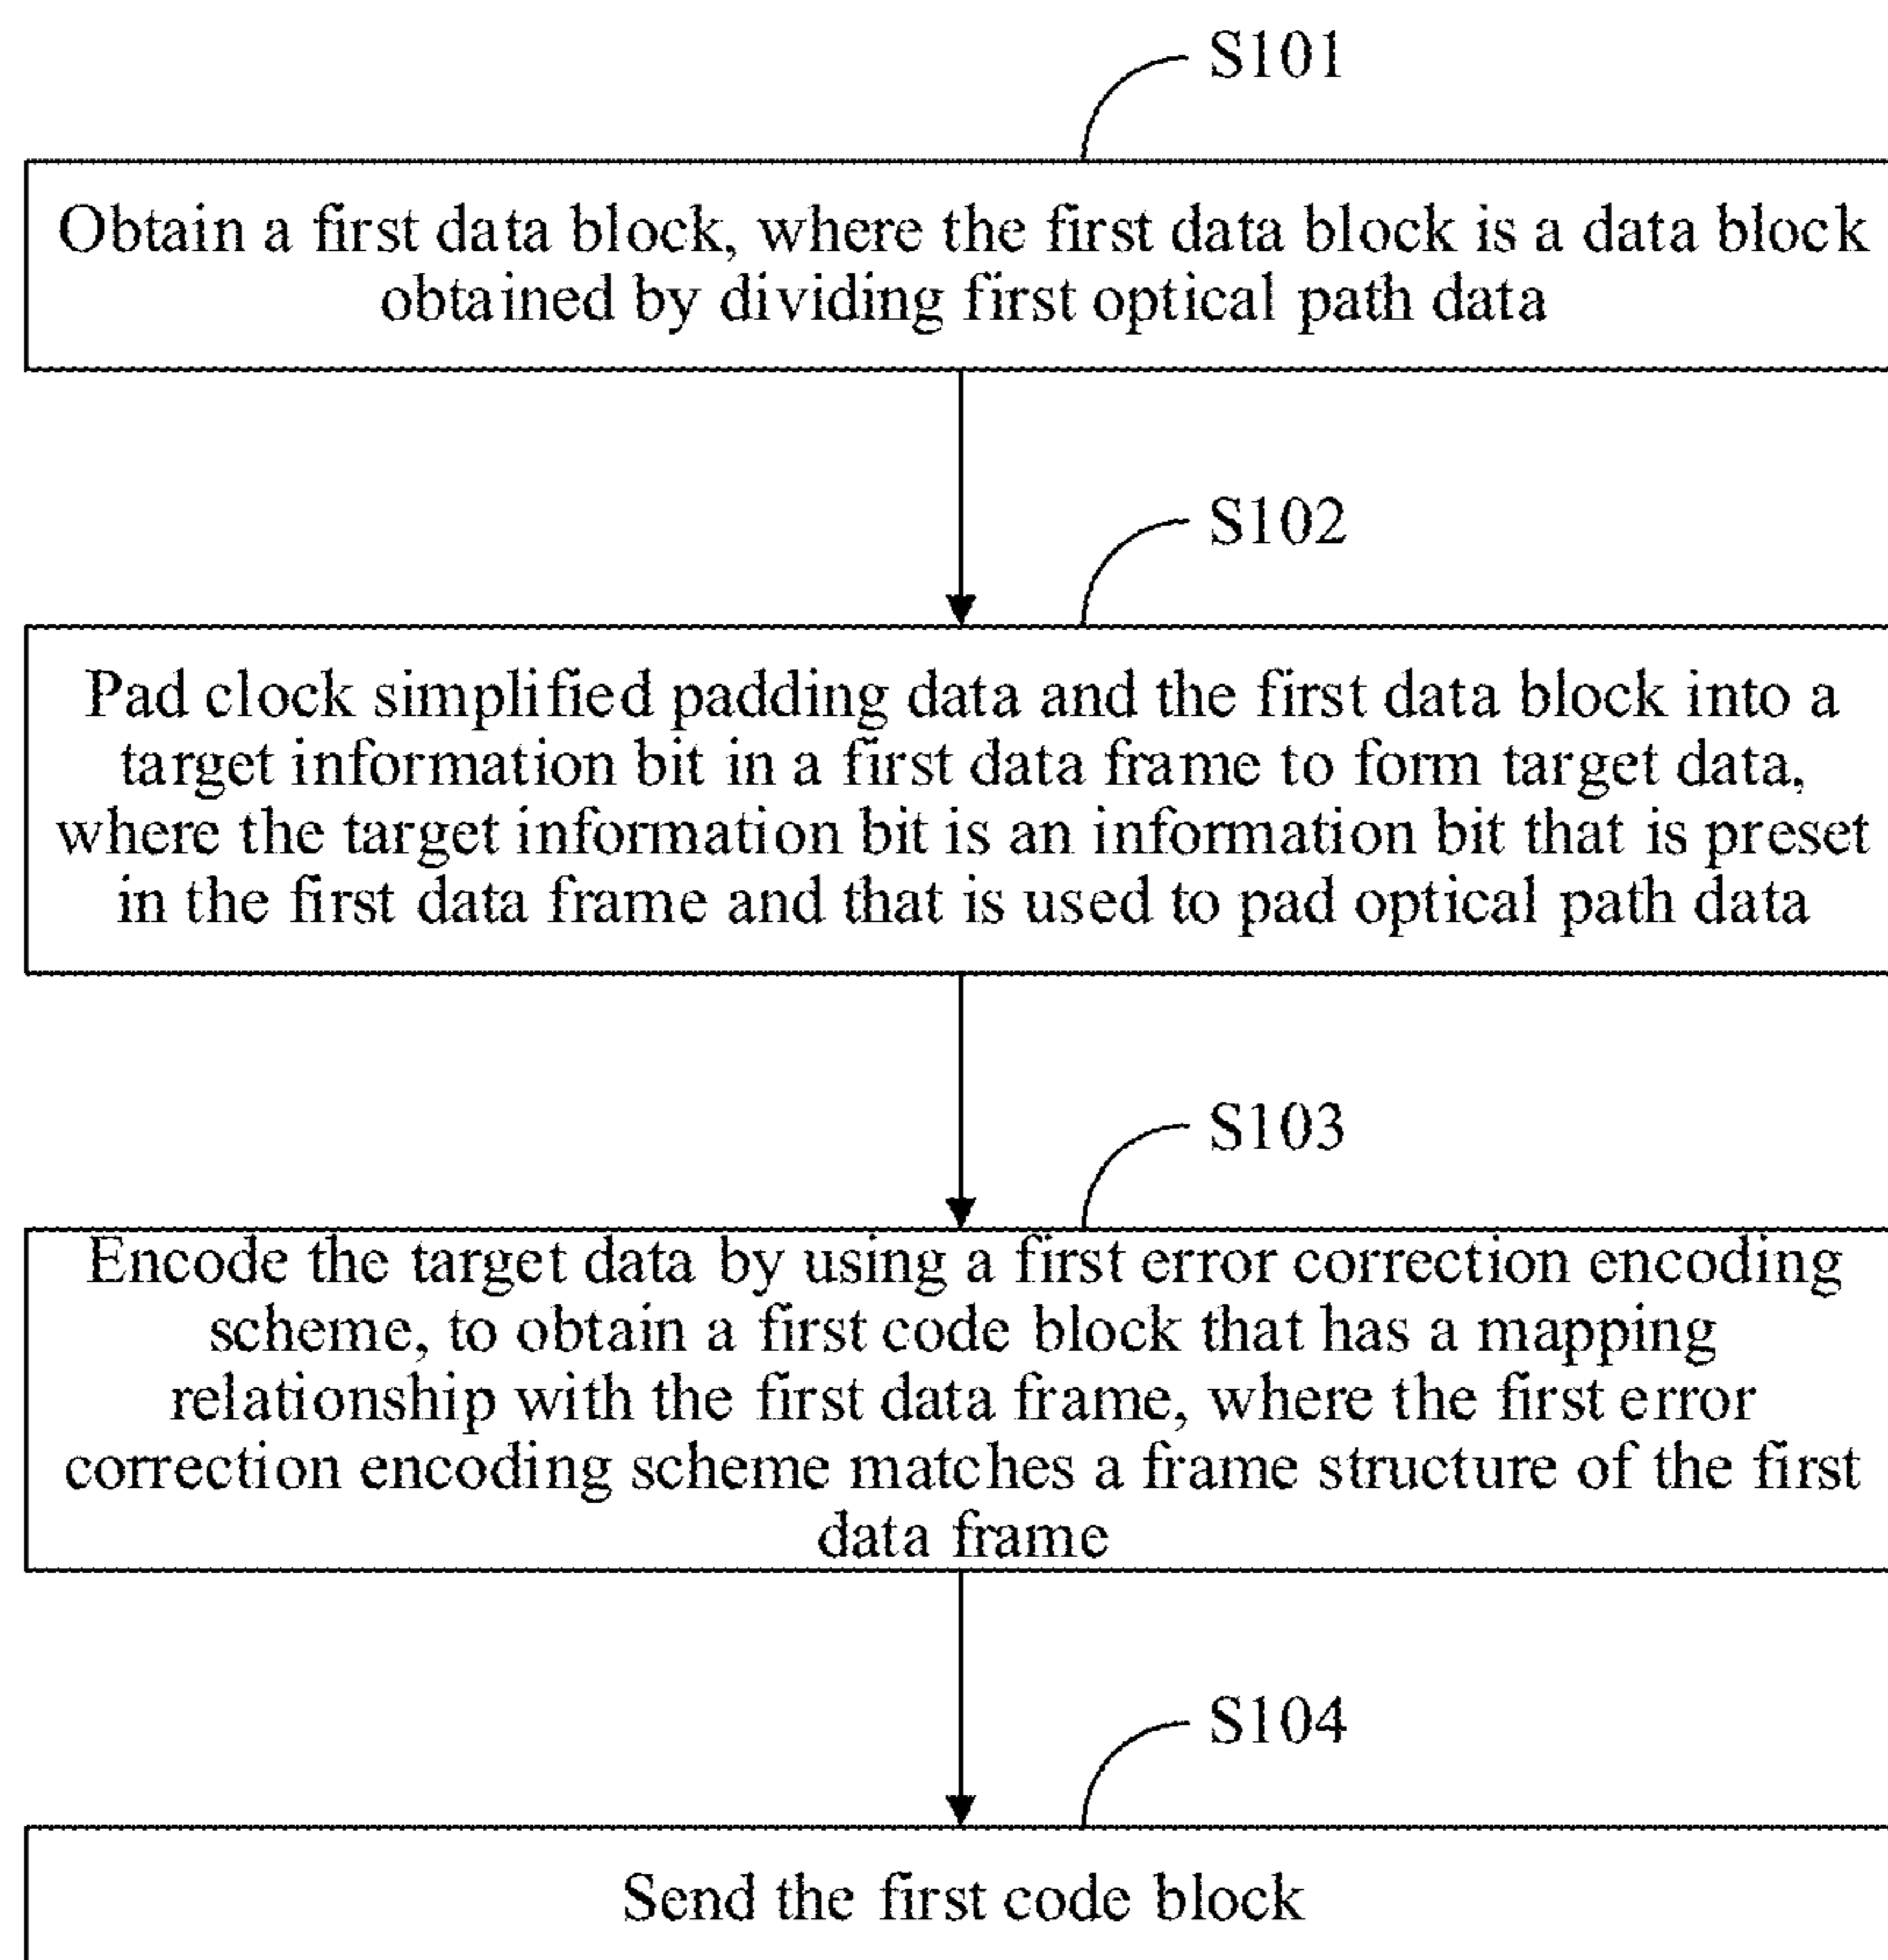 S101
Obtain a first data block, where the first data block is a data block
obtained by dividing first optical path data
S102
Pad clock simplified padding data and the first data block into a
target information bit in a first data frame to form target data,
where the target information bit is an information bit that is preset
in the first data frame and that is used to pad optical path data
S103
Encode the target data by using a first error correction encoding
scheme, to obtain a first code block that has a mapping
relationship with the first data frame, where the first error
correction encoding scheme matches a frame structure of the first
data frame
S104
Send the first code block